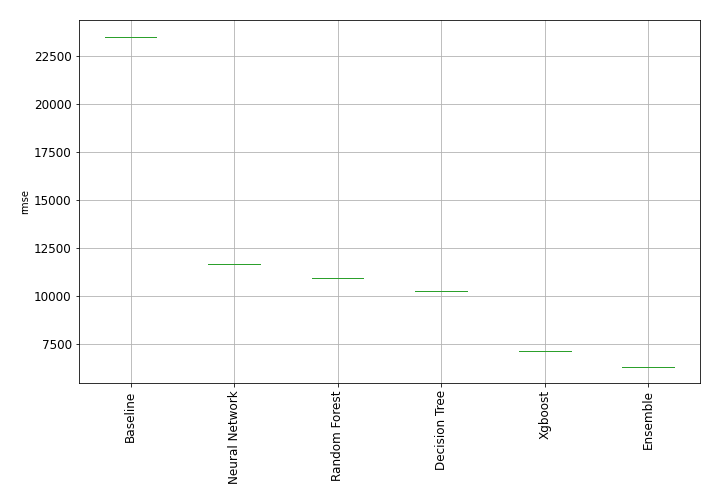 22500
20000
17500
15000
12500
10000
7500
rmse
Baseline
Neural Network
Random Forest
Decision Tree
Xgboost
Ensemble